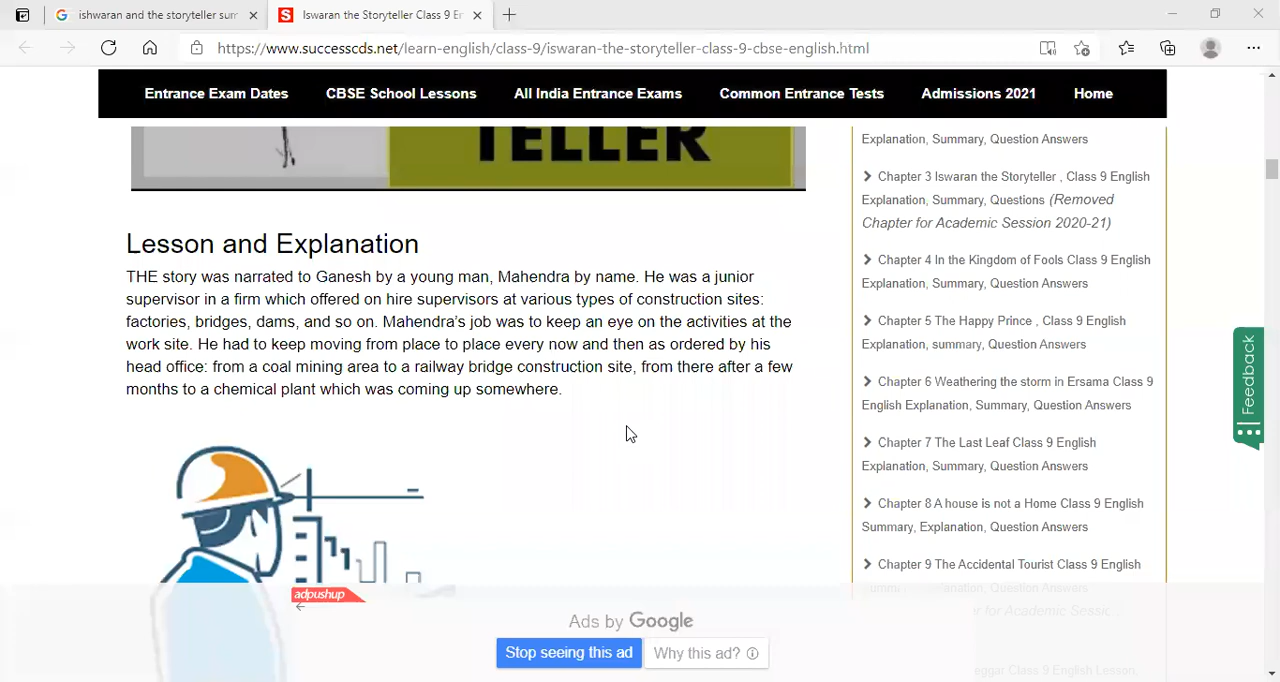 ishwaran and the storyteller sum
Iswaran the Storyteller Class 9 Er
https://www.successcds.net/learn-english/class-9/iswaran-the-storyteller-class-9-cbse-english.html
Entrance Exam Dates
CBSE School Lessons
All India Entrance Exams
Common Entrance Tests
Admissions 2021
Home
TELLER
Lesson and Explanation
THE story was narrated to Ganesh by a young man, Mahendra by name. He was a junior
supervisor in a firm which offered on hire supervisors at various types of construction sites:
factories, bridges, dams, and so on. Mahendra's job was to keep an eye on the activities at the
work site. He had to keep moving from place to place every now and then as ordered by his
head office: from a coal mining area to a railway bridge construction site, from there after a few
months to a chemical plant which was coming up somewhere.
Explanation, Summary, Question Answers
Chapter 3 Iswaran the Storyteller , Class 9 English
Explanation, Summary, Questions (Removed
Chapter for Academic Session 2020-21)
Chapter 4 In the Kingdom of Fools Class 9 English
Explanation, Summary, Question Answers
Chapter 5 The Happy Prince , Class 9 English
Explanation, summary, Question Answers
Chapter 6 Weathering the storm in Ersama Class 9
English Explanation, Summary, Question Answers
Chapter 7 The Last Leaf Class 9 English
Explanation, Summary, Question Answers
Chapter 8 A house is not a Home Class 9 English
Summary, Explanation, Question Answers
Chapter 9 The Accidental Tourist Class 9 English
Question Answers
for Academic
Class 9 English Lesson,
Feedback
adpushup
Ads by Google
Stop seeing this ad
Why this ad?